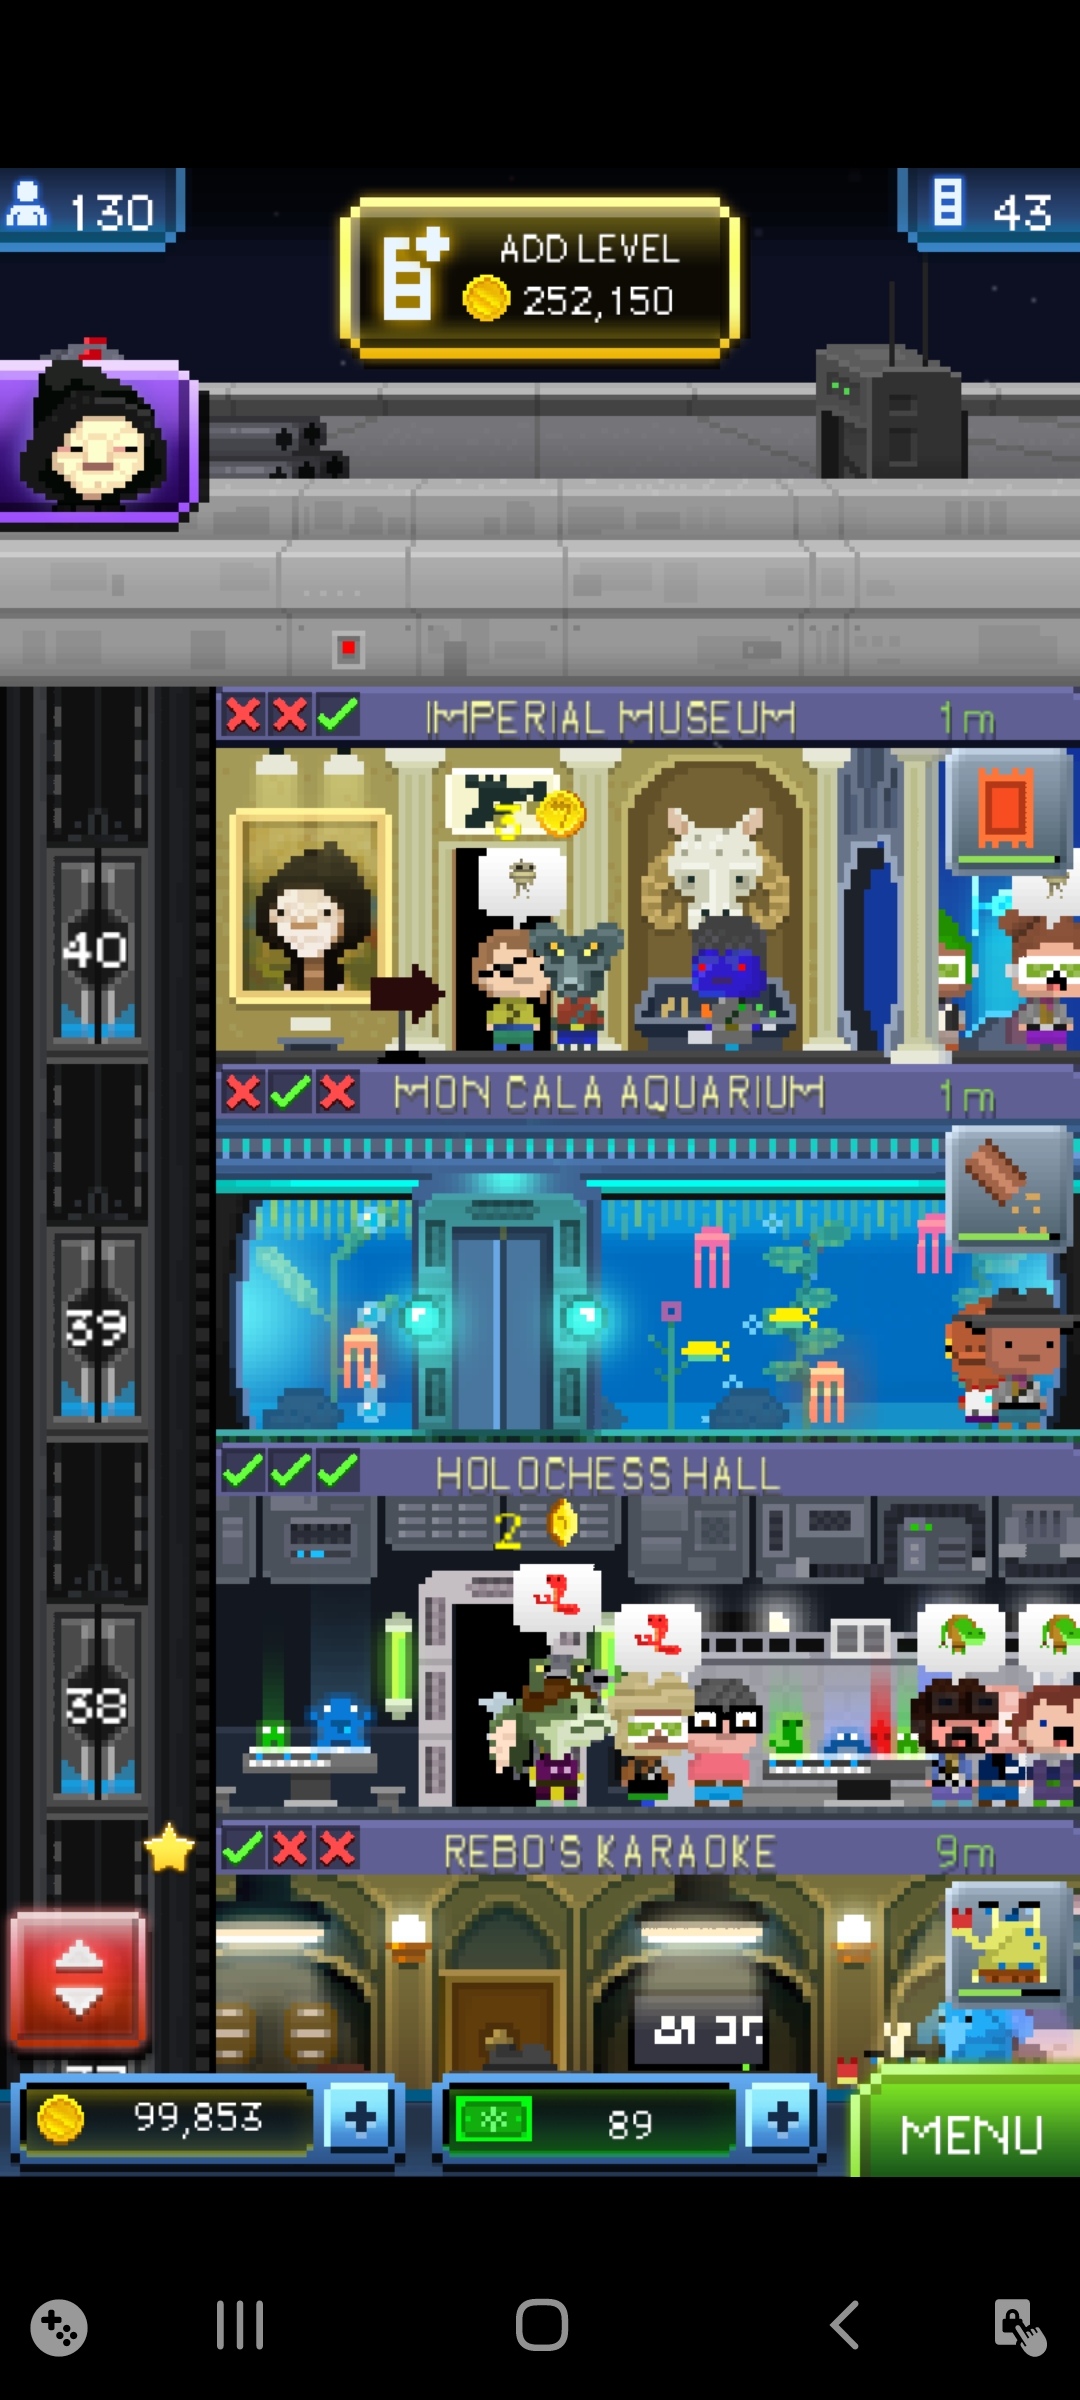 130
ADD LEVEL
252,150
43
IMPERIAL MUSEUM
1m
3
40
MON CALA AQUARIUM
1m
39
HOLOCHESS HALL
2
38
REBO'S KARAOKE
9m
99,853
89
MENU